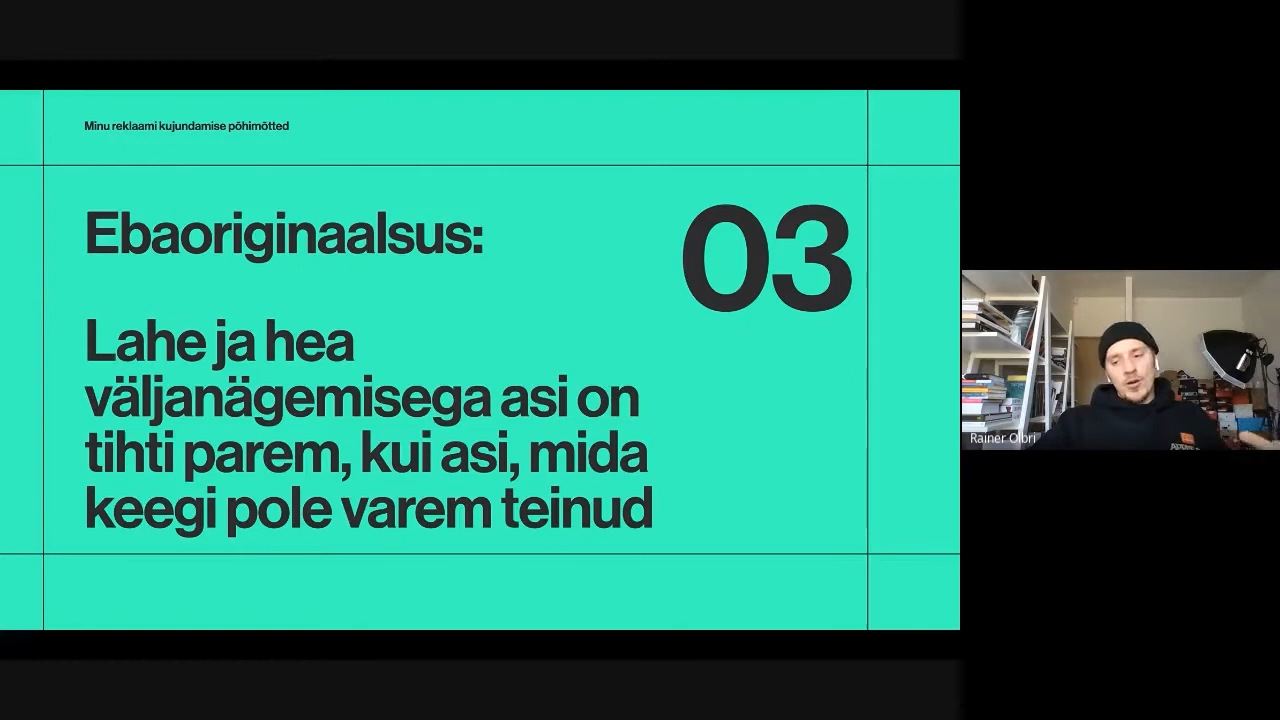 Minu reklaami kujundamise põhimõtted
Ebaoriginaalsus:
03
Lahe ja hea
väljanägemisega asi on
tihti parem, kui asi, mida
keegi pole varem teinud
Rainer Olbri